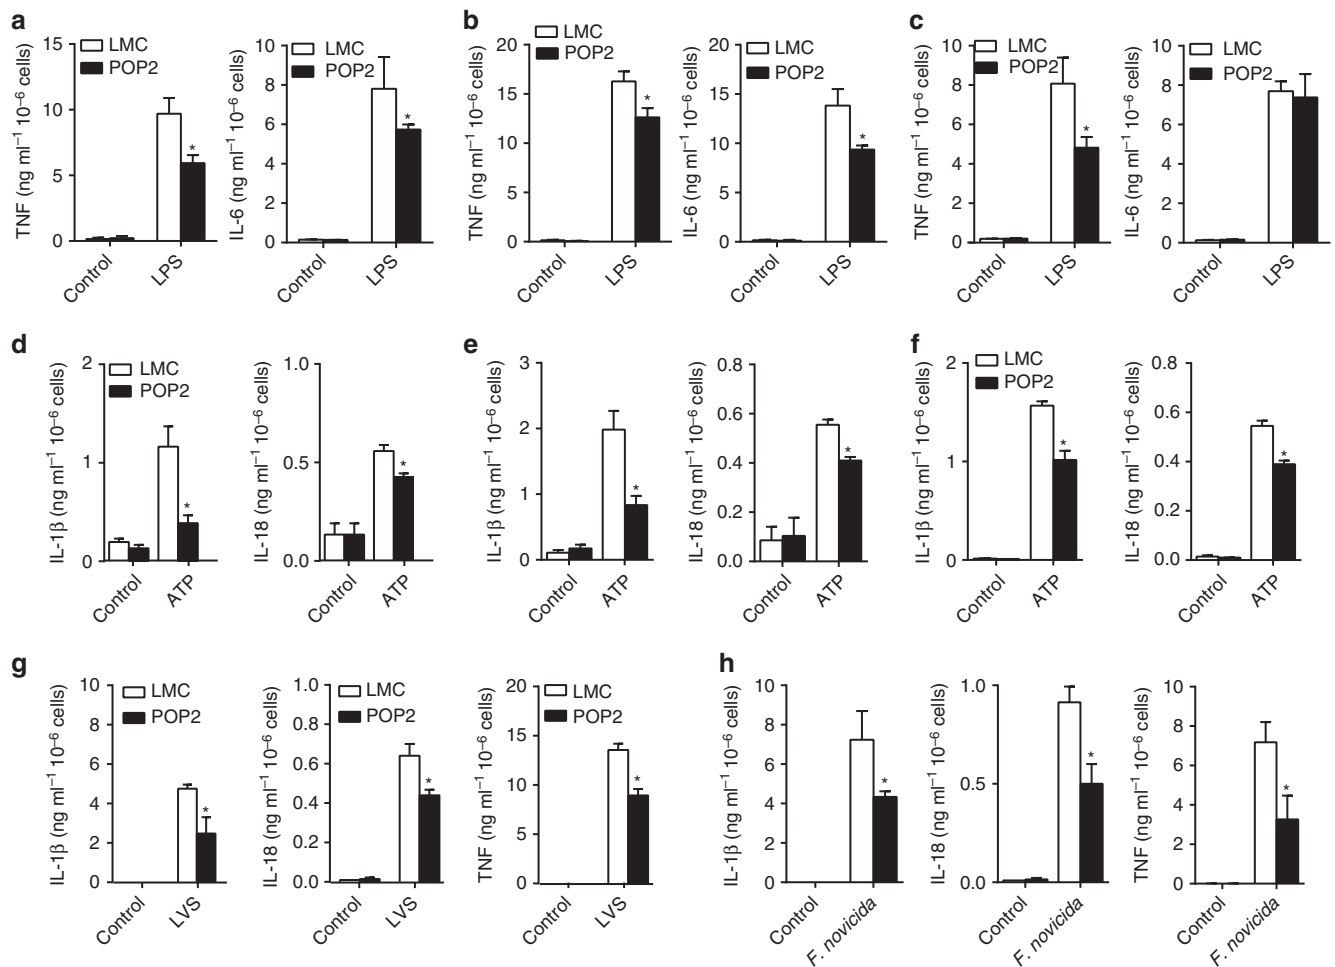 a
TNF (ng ml⁻¹ 10⁻⁶ cells)
15
10
5
0
LMC
POP2
*
Control
LPS
IL-6 (ng ml⁻¹ 10⁻⁶ cells)
10
8
6
4
2
0
LMC
POP2
*
Control
LPS
b
TNF (ng ml⁻¹ 10⁻⁶ cells)
20
15
10
5
0
LMC
POP2
*
Control
LPS
IL-6 (ng ml⁻¹ 10⁻⁶ cells)
20
15
10
5
0
LMC
POP2
*
Control
LPS
c
TNF (ng ml⁻¹ 10⁻⁶ cells)
10
8
6
4
2
0
LMC
POP2
*
Control
LPS
IL-6 (ng ml⁻¹ 10⁻⁶ cells)
10
8
6
4
2
0
LMC
POP2
Control
LPS
d
IL-1β (ng ml⁻¹ 10⁻⁶ cells)
2
1
0
LMC
POP2
*
Control
ATP
IL-18 (ng ml⁻¹ 10⁻⁶ cells)
1.0
0.5
0.0
*
Control
ATP
e
IL-1β (ng ml⁻¹ 10⁻⁶ cells)
3
2
1
0
*
Control
ATP
IL-18 (ng ml⁻¹ 10⁻⁶ cells)
0.8
0.6
0.4
0.2
0.0
*
Control
ATP
f
IL-1β (ng ml⁻¹ 10⁻⁶ cells)
2
1
0
LMC
POP2
*
Control
ATP
IL-18 (ng ml⁻¹ 10⁻⁶ cells)
0.8
0.6
0.4
0.2
0.0
*
Control
ATP
g
IL-1β (ng ml⁻¹ 10⁻⁶ cells)
10
8
6
4
2
0
LMC
POP2
*
Control
LVS
IL-18 (ng ml⁻¹ 10⁻⁶ cells)
1.0
0.8
0.6
0.4
0.2
0.0
LMC
POP2
*
Control
LVS
TNF (ng ml⁻¹ 10⁻⁶ cells)
20
15
10
5
0
LMC
POP2
*
Control
LVS
h
IL-1β (ng ml⁻¹ 10⁻⁶ cells)
10
8
6
4
2
0
*
Control
F. novicida
IL-18 (ng ml⁻¹ 10⁻⁶ cells)
1.0
0.5
0.0
*
Control
F. novicida
TNF (ng ml⁻¹ 10⁻⁶ cells)
10
8
6
4
2
0
*
Control
F. novicida